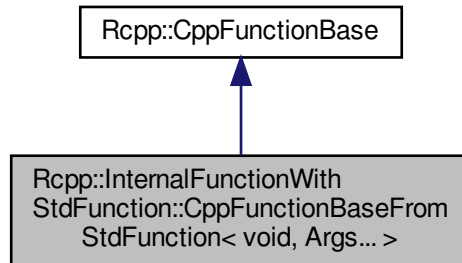 Rcpp::CppFunctionBase
Rcpp::InternalFunctionWith
StdFunction::CppFunctionBaseFrom
StdFunction< void, Args... >